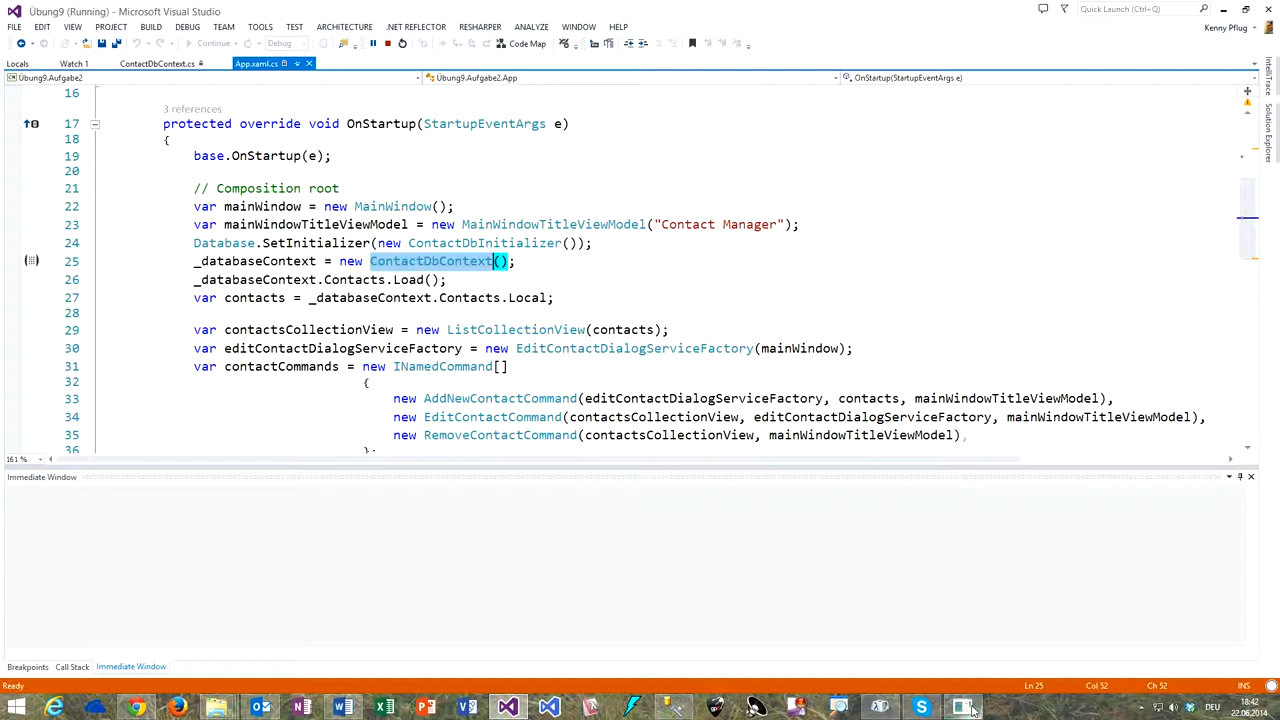 Übung9 (Running) - Microsoft Visual Studio
Quick Launch (Ctrl+Q)
FILE EDIT VIEW PROJECT BUILD DEBUG TEAM TOOLS TEST ARCHITECTURE .NET REFLECTOR RESHARPER ANALYZE WINDOW HELP
Kenny Pflug
Continue Debug Code Map
Locals Watch 1 ContactDbContext.cs App.xaml.cs
Übung9.Aufgabe2 Übung9.Aufgabe2.App OnStartup(StartupEventArgs e)
IntelliTrace
Solution Explorer
16
3 references
17 protected override void OnStartup(StartupEventArgs e)
18 {
19 base.OnStartup(e);
20
21 // Composition root
22 var mainWindow = new MainWindow();
23 var mainWindowTitleViewModel = new MainWindowTitleViewModel("Contact Manager");
24 Database.SetInitializer(new ContactDbInitializer());
25 _databaseContext = new ContactDbContext();
26 _databaseContext.Contacts.Load();
27 var contacts = _databaseContext.Contacts.Local;
28
29 var contactsCollectionView = new ListCollectionView(contacts);
30 var editContactDialogServiceFactory = new EditContactDialogServiceFactory(mainWindow);
31 var contactCommands = new INamedCommand[]
32 {
33 new AddNewContactCommand(editContactDialogServiceFactory, contacts, mainWindowTitleViewModel),
34 new EditContactCommand(contactsCollectionView, editContactDialogServiceFactory, mainWindowTitleViewModel),
35 new RemoveContactCommand(contactsCollectionView, mainWindowTitleViewModel),
36 };
161 %
Immediate Window
Breakpoints Call Stack Immediate Window
Ready Ln 25 Col 52 Ch 52 INS
DEU
18:42
22.06.2014